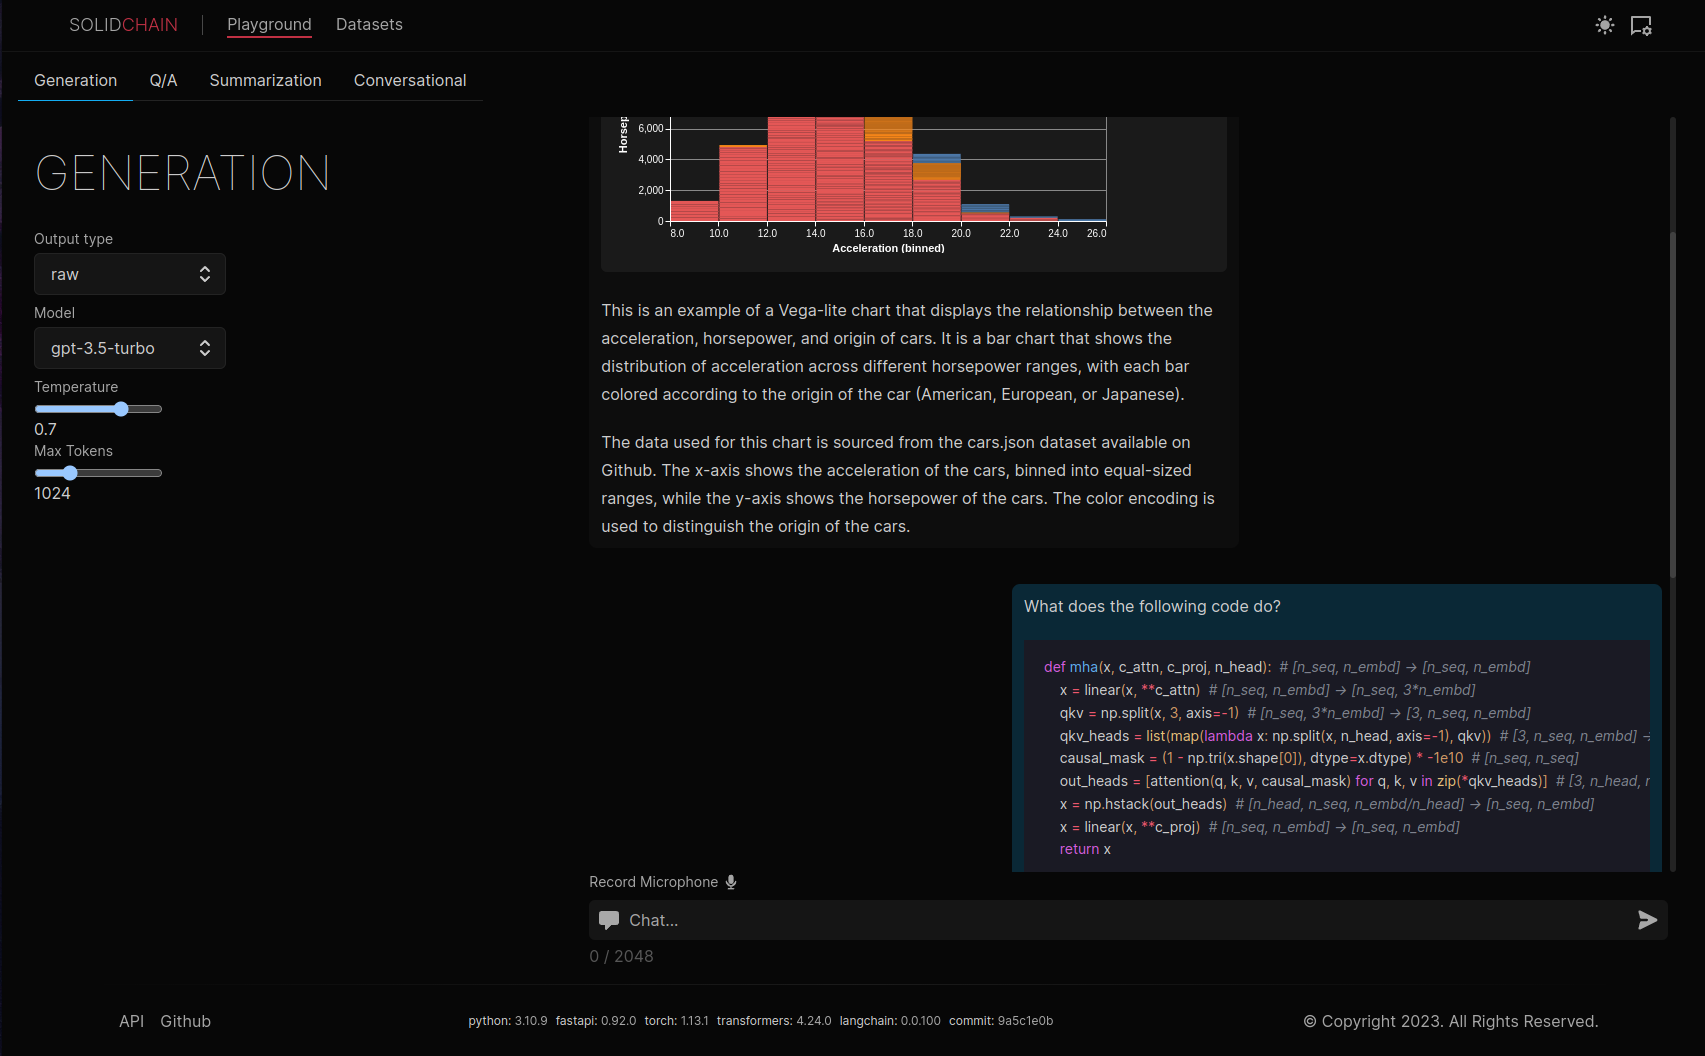 SOLIDCHAIN
Playground
Datasets
Generation
Q/A
Summarization
Conversational
GENERATION
Output type
raw
Model
gpt-3.5-turbo
Temperature
0.7
Max Tokens
1024
Horsep
6,000
4,000
2,000
0
8.0 10.0 12.0 14.0 16.0 18.0 20.0 22.0 24.0 26.0
Acceleration (binned)
This is an example of a Vega-lite chart that displays the relationship between the
acceleration, horsepower, and origin of cars. It is a bar chart that shows the
distribution of acceleration across different horsepower ranges, with each bar
colored according to the origin of the car (American, European, or Japanese).
The data used for this chart is sourced from the cars.json dataset available on
Github. The x-axis shows the acceleration of the cars, binned into equal-sized
ranges, while the y-axis shows the horsepower of the cars. The color encoding is
used to distinguish the origin of the cars.
What does the following code do?
def mha(x, c_attn, c_proj, n_head):  # [n_seq, n_embd] -> [n_seq, n_embd]
x = linear(x, **c_attn)  # [n_seq, n_embd] -> [n_seq, 3*n_embd]
qkv = np.split(x, 3, axis=-1)  # [n_seq, 3*n_embd] -> [3, n_seq, n_embd]
qkv_heads = list(map(lambda x: np.split(x, n_head, axis=-1), qkv))  # [3, n_seq, n_embd] ->
causal_mask = (1 - np.tri(x.shape[0]), dtype=x.dtype) * -1e10  # [n_seq, n_seq]
out_heads = [attention(q, k, v, causal_mask) for q, k, v in zip(*qkv_heads)]  # [3, n_head,
x = np.hstack(out_heads)  # [n_head, n_seq, n_embd/n_head] -> [n_seq, n_embd]
x = linear(x, **c_proj)  # [n_seq, n_embd] -> [n_seq, n_embd]
return x
Record Microphone
Chat...
0 / 2048
API
Github
python: 3.10.9 fastapi: 0.92.0 torch: 1.13.1 transformers: 4.24.0 langchain: 0.0.100 commit: 9a5c1e0b
© Copyright 2023. All Rights Reserved.